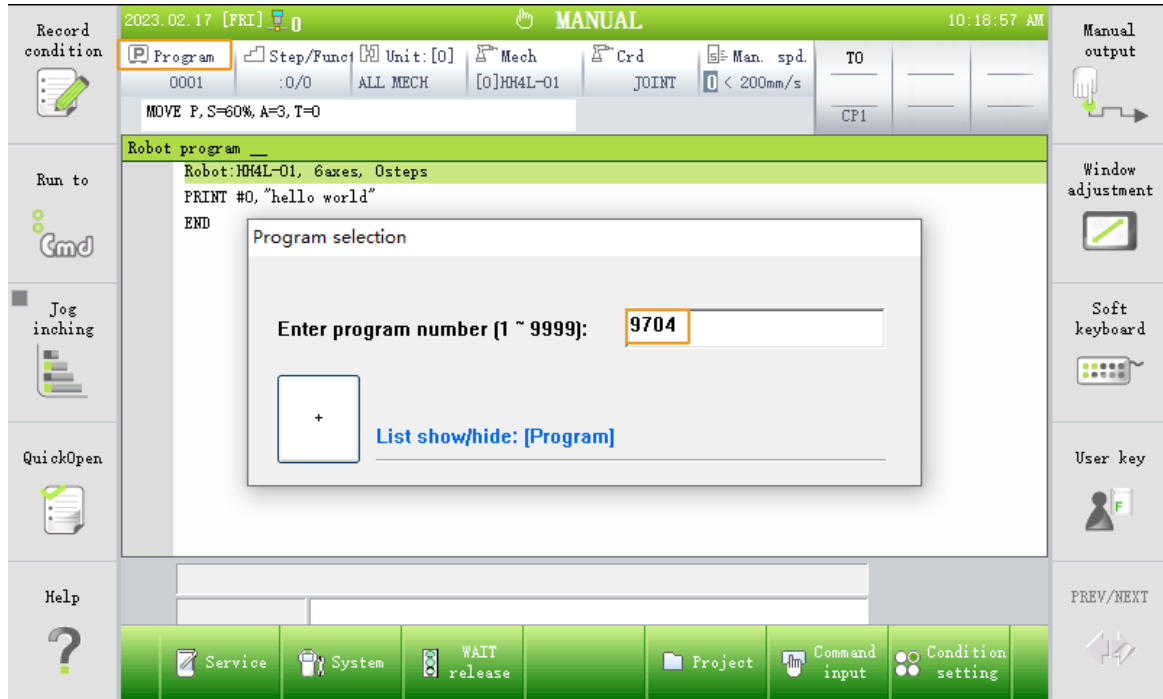 Record
condition
2023.02.17 [FRI] 0
MANUAL
10:18:57 AM
Manual
output
Program
0001
Step/Funct
:0/0
Unit:[0]
ALL MECH
Mech
[0]HH4L-01
Crd
JOINT
Man. spd.
0 < 200mm/s
T0
CP1
MOVE P,S=60%,A=3,T=0
Robot program __
Robot:HH4L-01, 6axes, 0steps
PRINT #0,"hello world"
END
Run to
Cmd
Window
adjustment
Program selection
Enter program number (1 ~ 9999):
9704
+
List show/hide: [Program]
Jog
inching
Soft
keyboard
QuickOpen
User key
F
Help
?
PREV/NEXT
Service
System
WAIT
release
Project
Command
input
Condition
setting